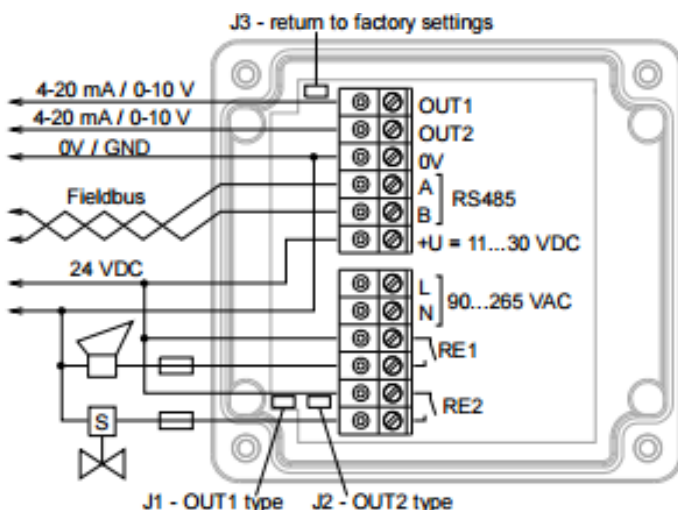 J3 - return to factory settings
4-20 mA / 0-10 V
OUT1
4-20 mA / 0-10 V
OUT2
0V / GND
0V
Fieldbus
A
RS485
B
+U = 11...30 VDC
24 VDC
L
90...265 VAC
N
RE1
RE2
S
J1 - OUT1 type
J2 - OUT2 type